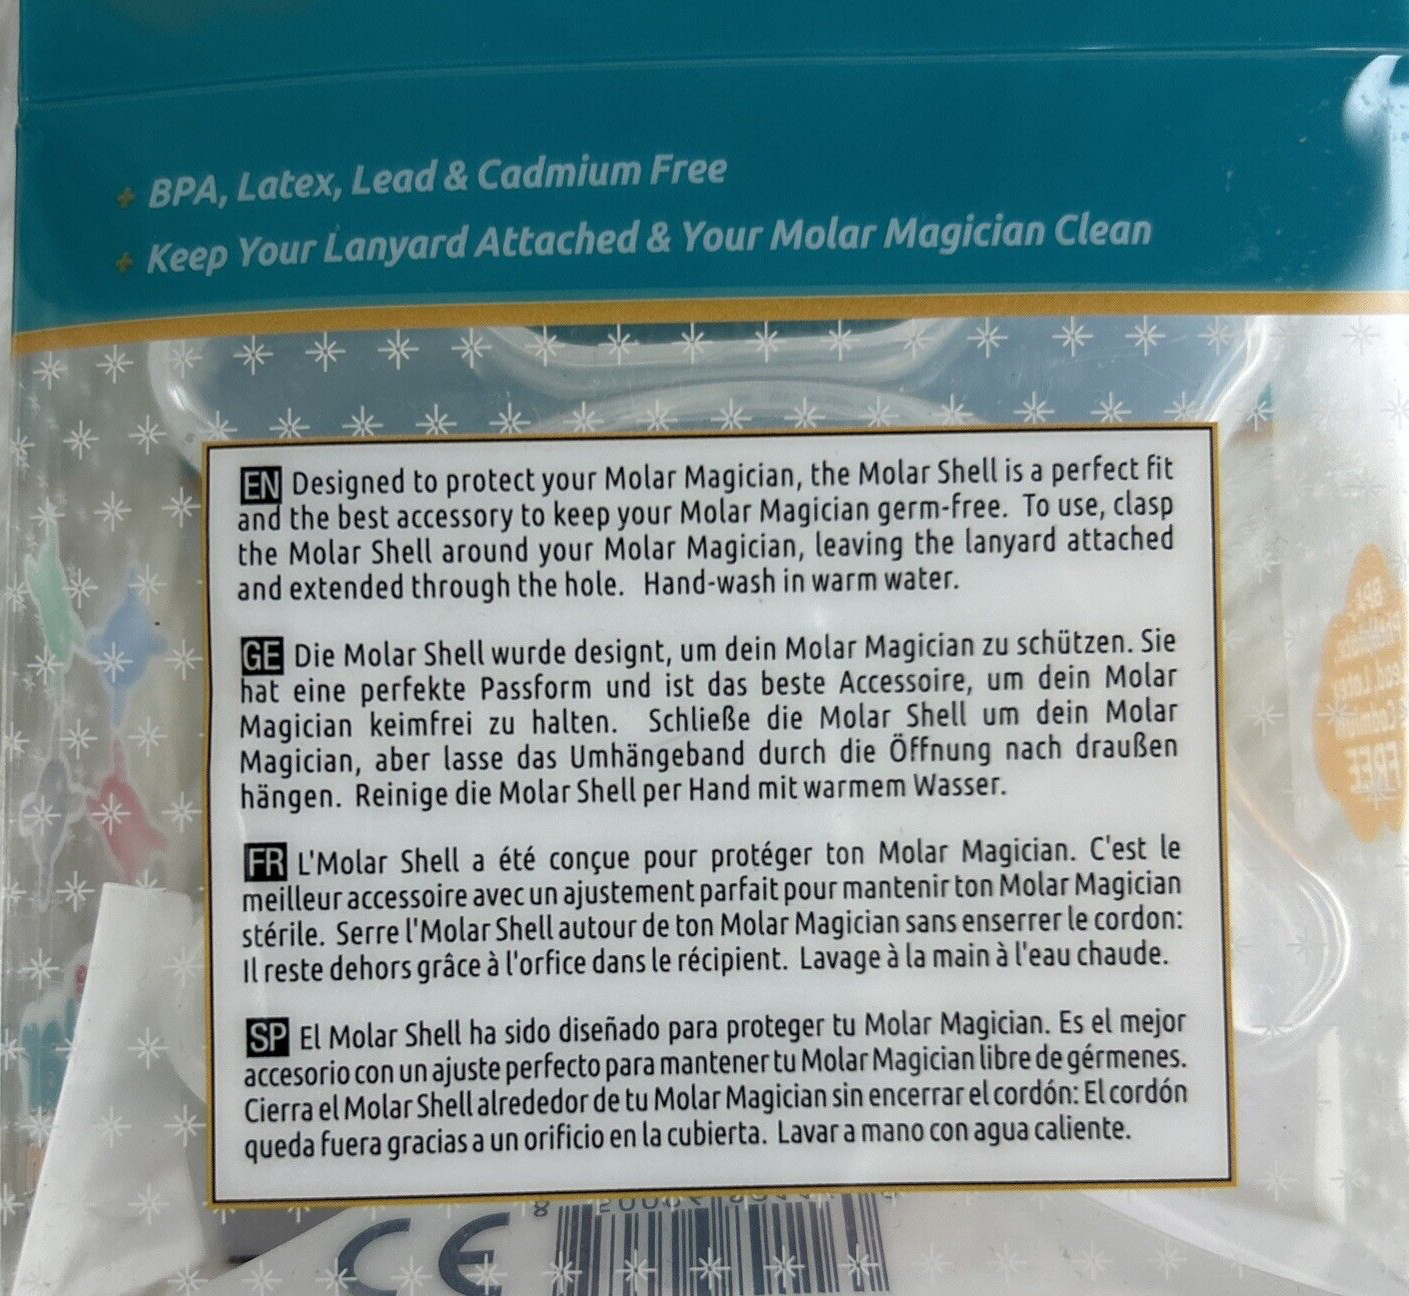 + BPA, Latex, Lead & Cadmium Free
+ Keep Your Lanyard Attached & Your Molar Magician Clean
EN Designed to protect your Molar Magician, the Molar Shell is a perfect fit
and the best accessory to keep your Molar Magician germ-free. To use, clasp
the Molar Shell around your Molar Magician, leaving the lanyard attached
and extended through the hole. Hand-wash in warm water.
GE Die Molar Shell wurde designt, um dein Molar Magician zu schützen. Sie
hat eine perfekte Passform und ist das beste Accessoire, um dein Molar
Magician keimfrei zu halten. Schließe die Molar Shell um dein Molar
Magician, aber lasse das Umhängeband durch die Öffnung nach draußen
hängen. Reinige die Molar Shell per Hand mit warmem Wasser.
FR L'Molar Shell a été conçue pour protéger ton Molar Magician. C'est le
meilleur accessoire avec un ajustement parfait pour mantenir ton Molar Magician
stérile. Serre l'Molar Shell autour de ton Molar Magician sans enserrer le cordon:
Il reste dehors grâce à l'orfice dans le récipient. Lavage à la main à l'eau chaude.
SP El Molar Shell ha sido diseñado para proteger tu Molar Magician. Es el mejor
accesorio con un ajuste perfecto para mantener tu Molar Magician libre de gérmenes.
Cierra el Molar Shell alrededor de tu Molar Magician sin encerrar el cordón: El cordón
queda fuera gracias a un orificio en la cubierta. Lavar a mano con agua caliente.
BPA
Lead Latex
Cadmium
FREE
CE